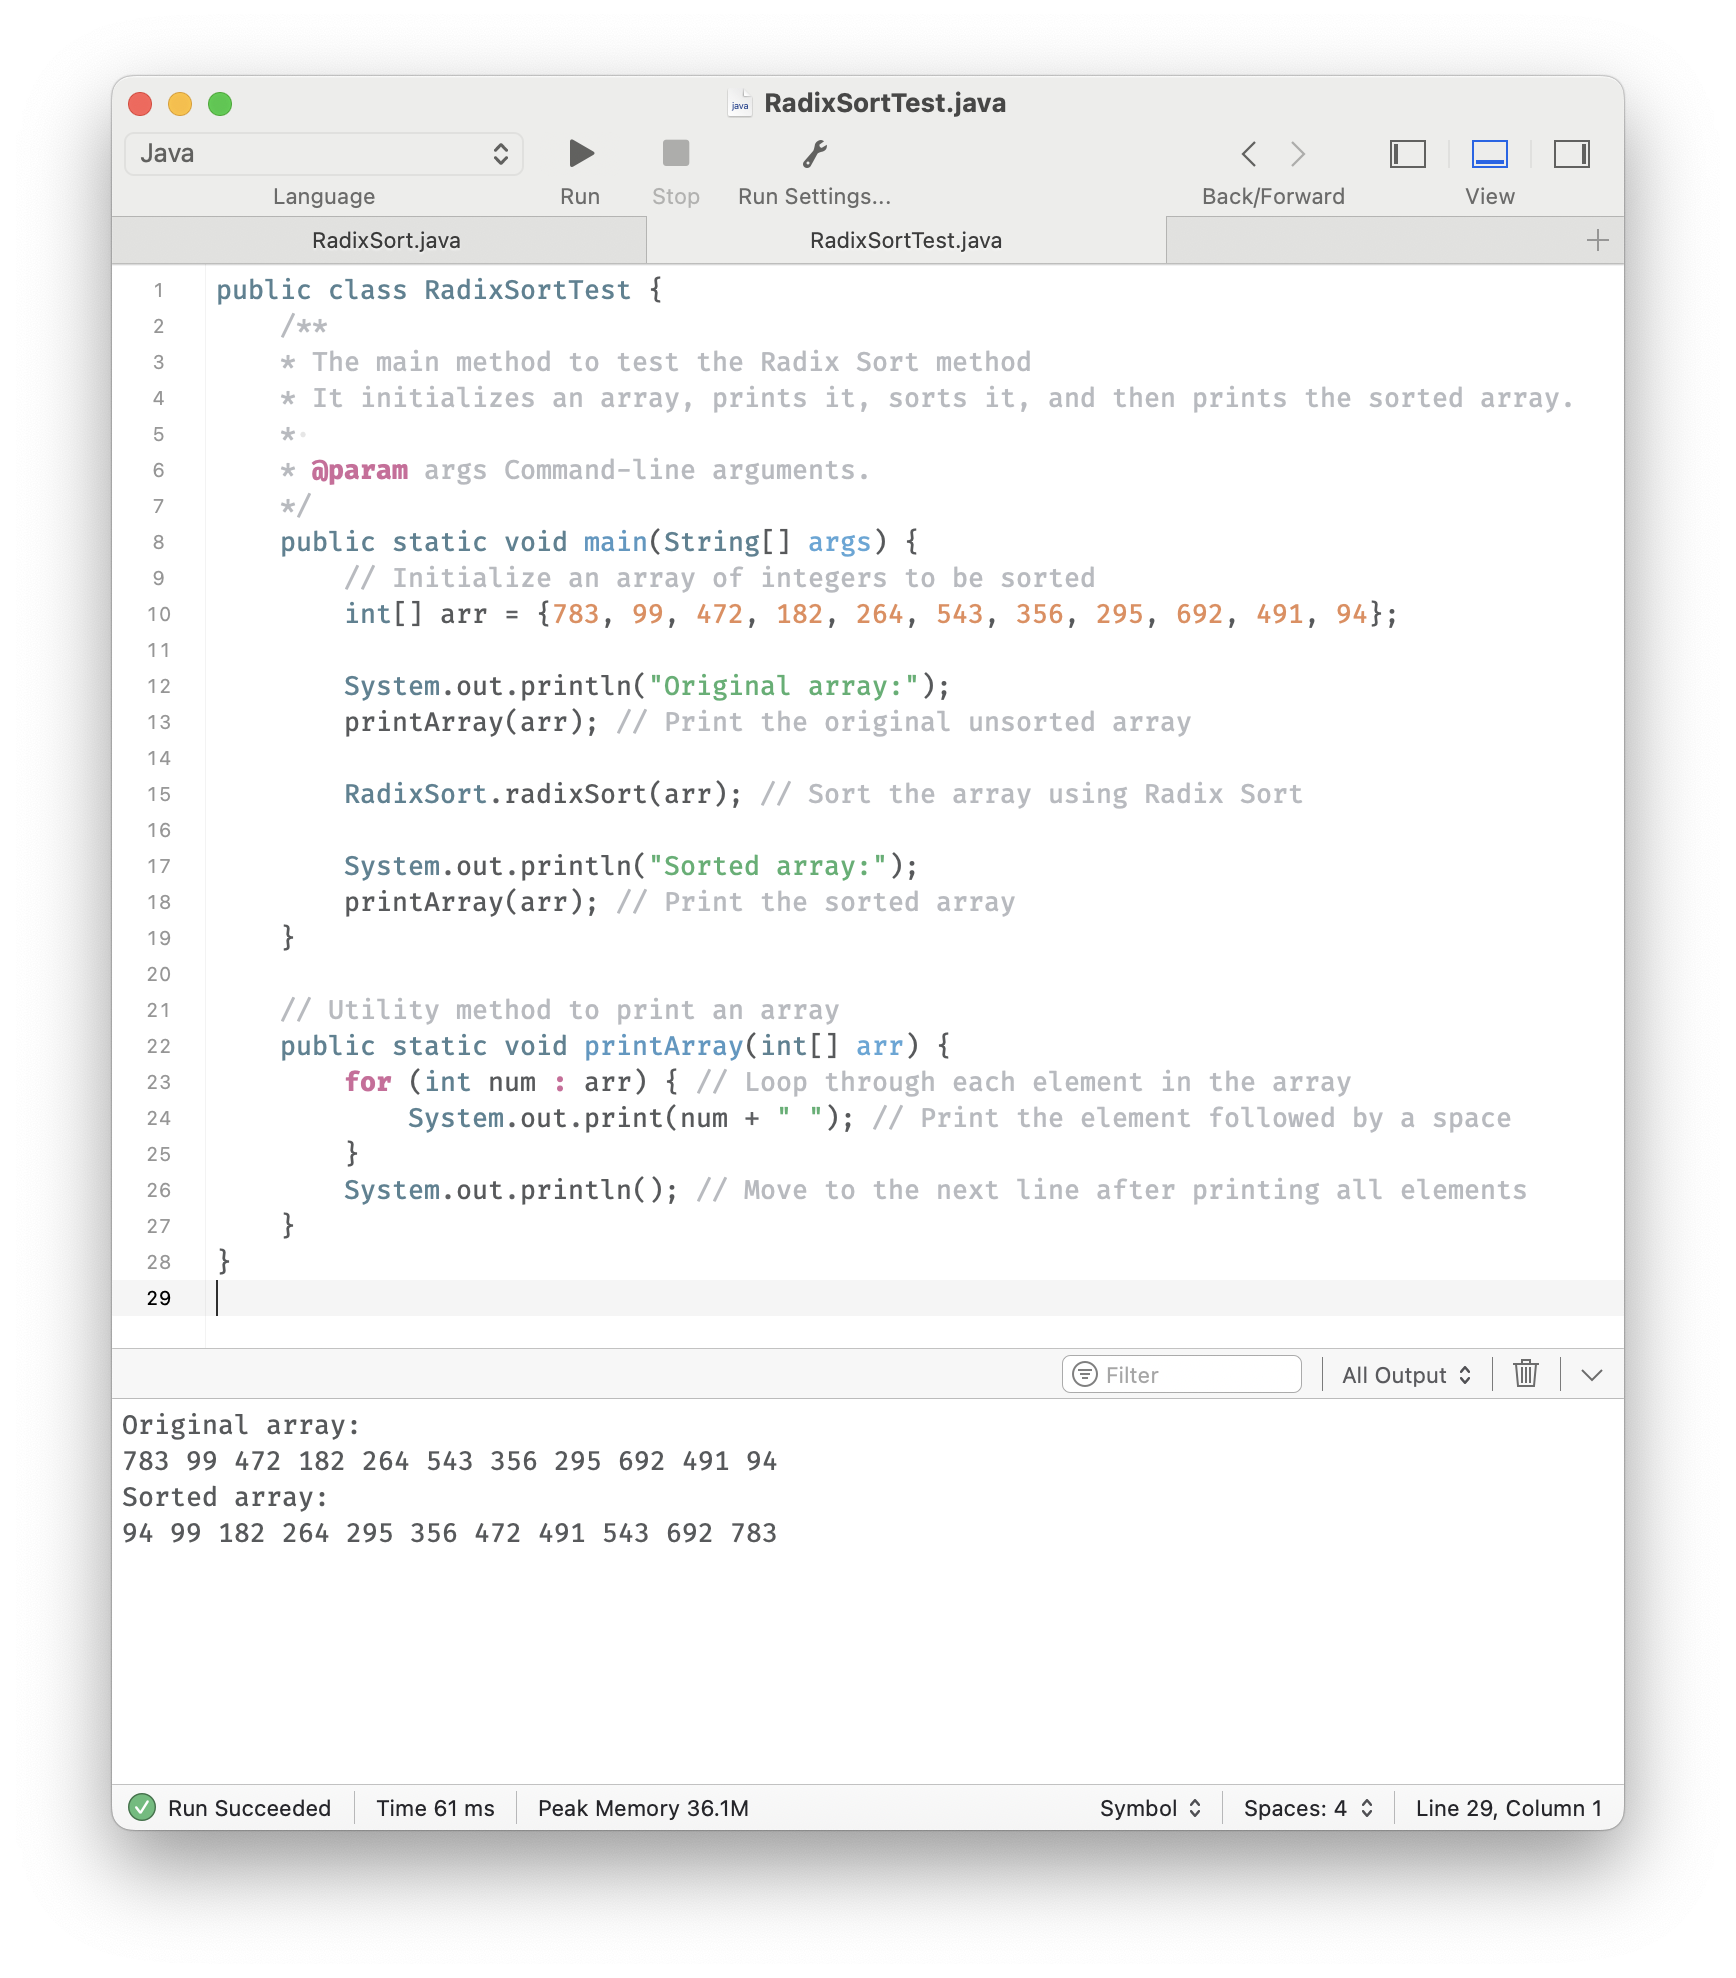 java RadixSortTest.java
Java
Language Run Stop Run Settings... Back/Forward View
RadixSort.java RadixSortTest.java
1 public class RadixSortTest {
2 /**
3 * The main method to test the Radix Sort method
4 * It initializes an array, prints it, sorts it, and then prints the sorted array.
5 *
6 * @param args Command-line arguments.
7 */
8 public static void main(String[] args) {
9 // Initialize an array of integers to be sorted
10 int[] arr = {783, 99, 472, 182, 264, 543, 356, 295, 692, 491, 94};
11
12 System.out.println("Original array:");
13 printArray(arr); // Print the original unsorted array
14
15 RadixSort.radixSort(arr); // Sort the array using Radix Sort
16
17 System.out.println("Sorted array:");
18 printArray(arr); // Print the sorted array
19 }
20
21 // Utility method to print an array
22 public static void printArray(int[] arr) {
23 for (int num : arr) { // Loop through each element in the array
24 System.out.print(num + " "); // Print the element followed by a space
25 }
26 System.out.println(); // Move to the next line after printing all elements
27 }
28 }
29
Filter All Output
Original array:
783 99 472 182 264 543 356 295 692 491 94
Sorted array:
94 99 182 264 295 356 472 491 543 692 783
Run Succeeded Time 61 ms Peak Memory 36.1M Symbol Spaces: 4 Line 29, Column 1